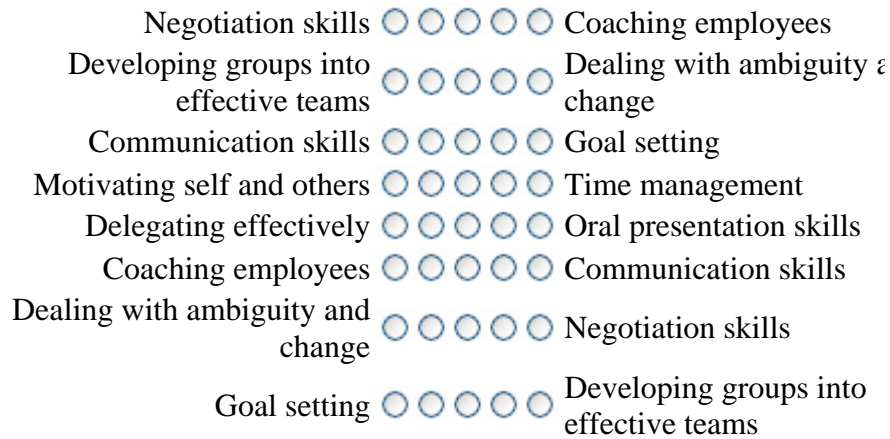 Negotiation skills Coaching employees
Developing groups into Dealing with ambiguity
effective teams change
Communication skills Goal setting
Motivating self and others Time management
Delegating effectively Oral presentation skills
Coaching employees Communication skills
Dealing with ambiguity and
change Negotiation skills
Goal setting Developing groups into
effective teams